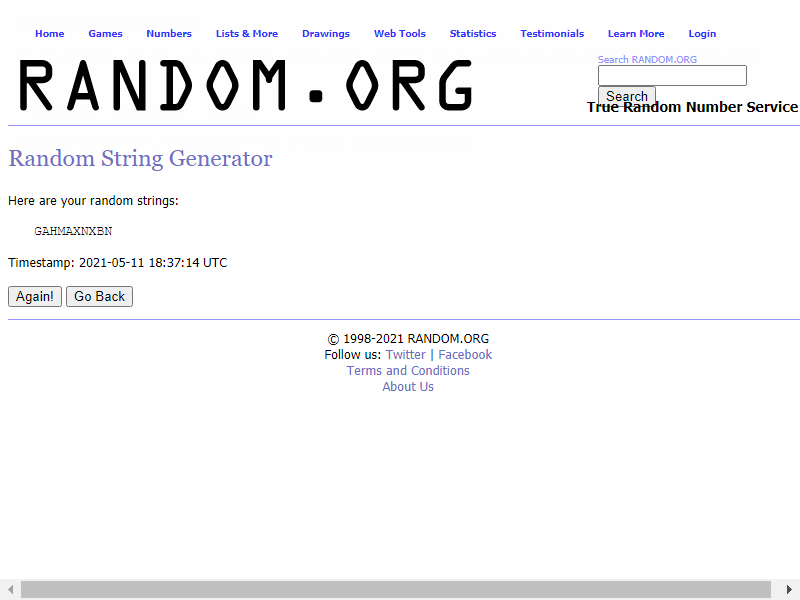 Home Games Numbers Lists & More Drawings Web Tools Statistics Testimonials Learn More Login
RANDOM.ORG
Search RANDOM.ORG
Search
True Random Number Service
Random String Generator
Here are your random strings:
GAHMAXNXBN
Timestamp: 2021-05-11 18:37:14 UTC
Again! Go Back
© 1998-2021 RANDOM.ORG
Follow us: Twitter | Facebook
Terms and Conditions
About Us